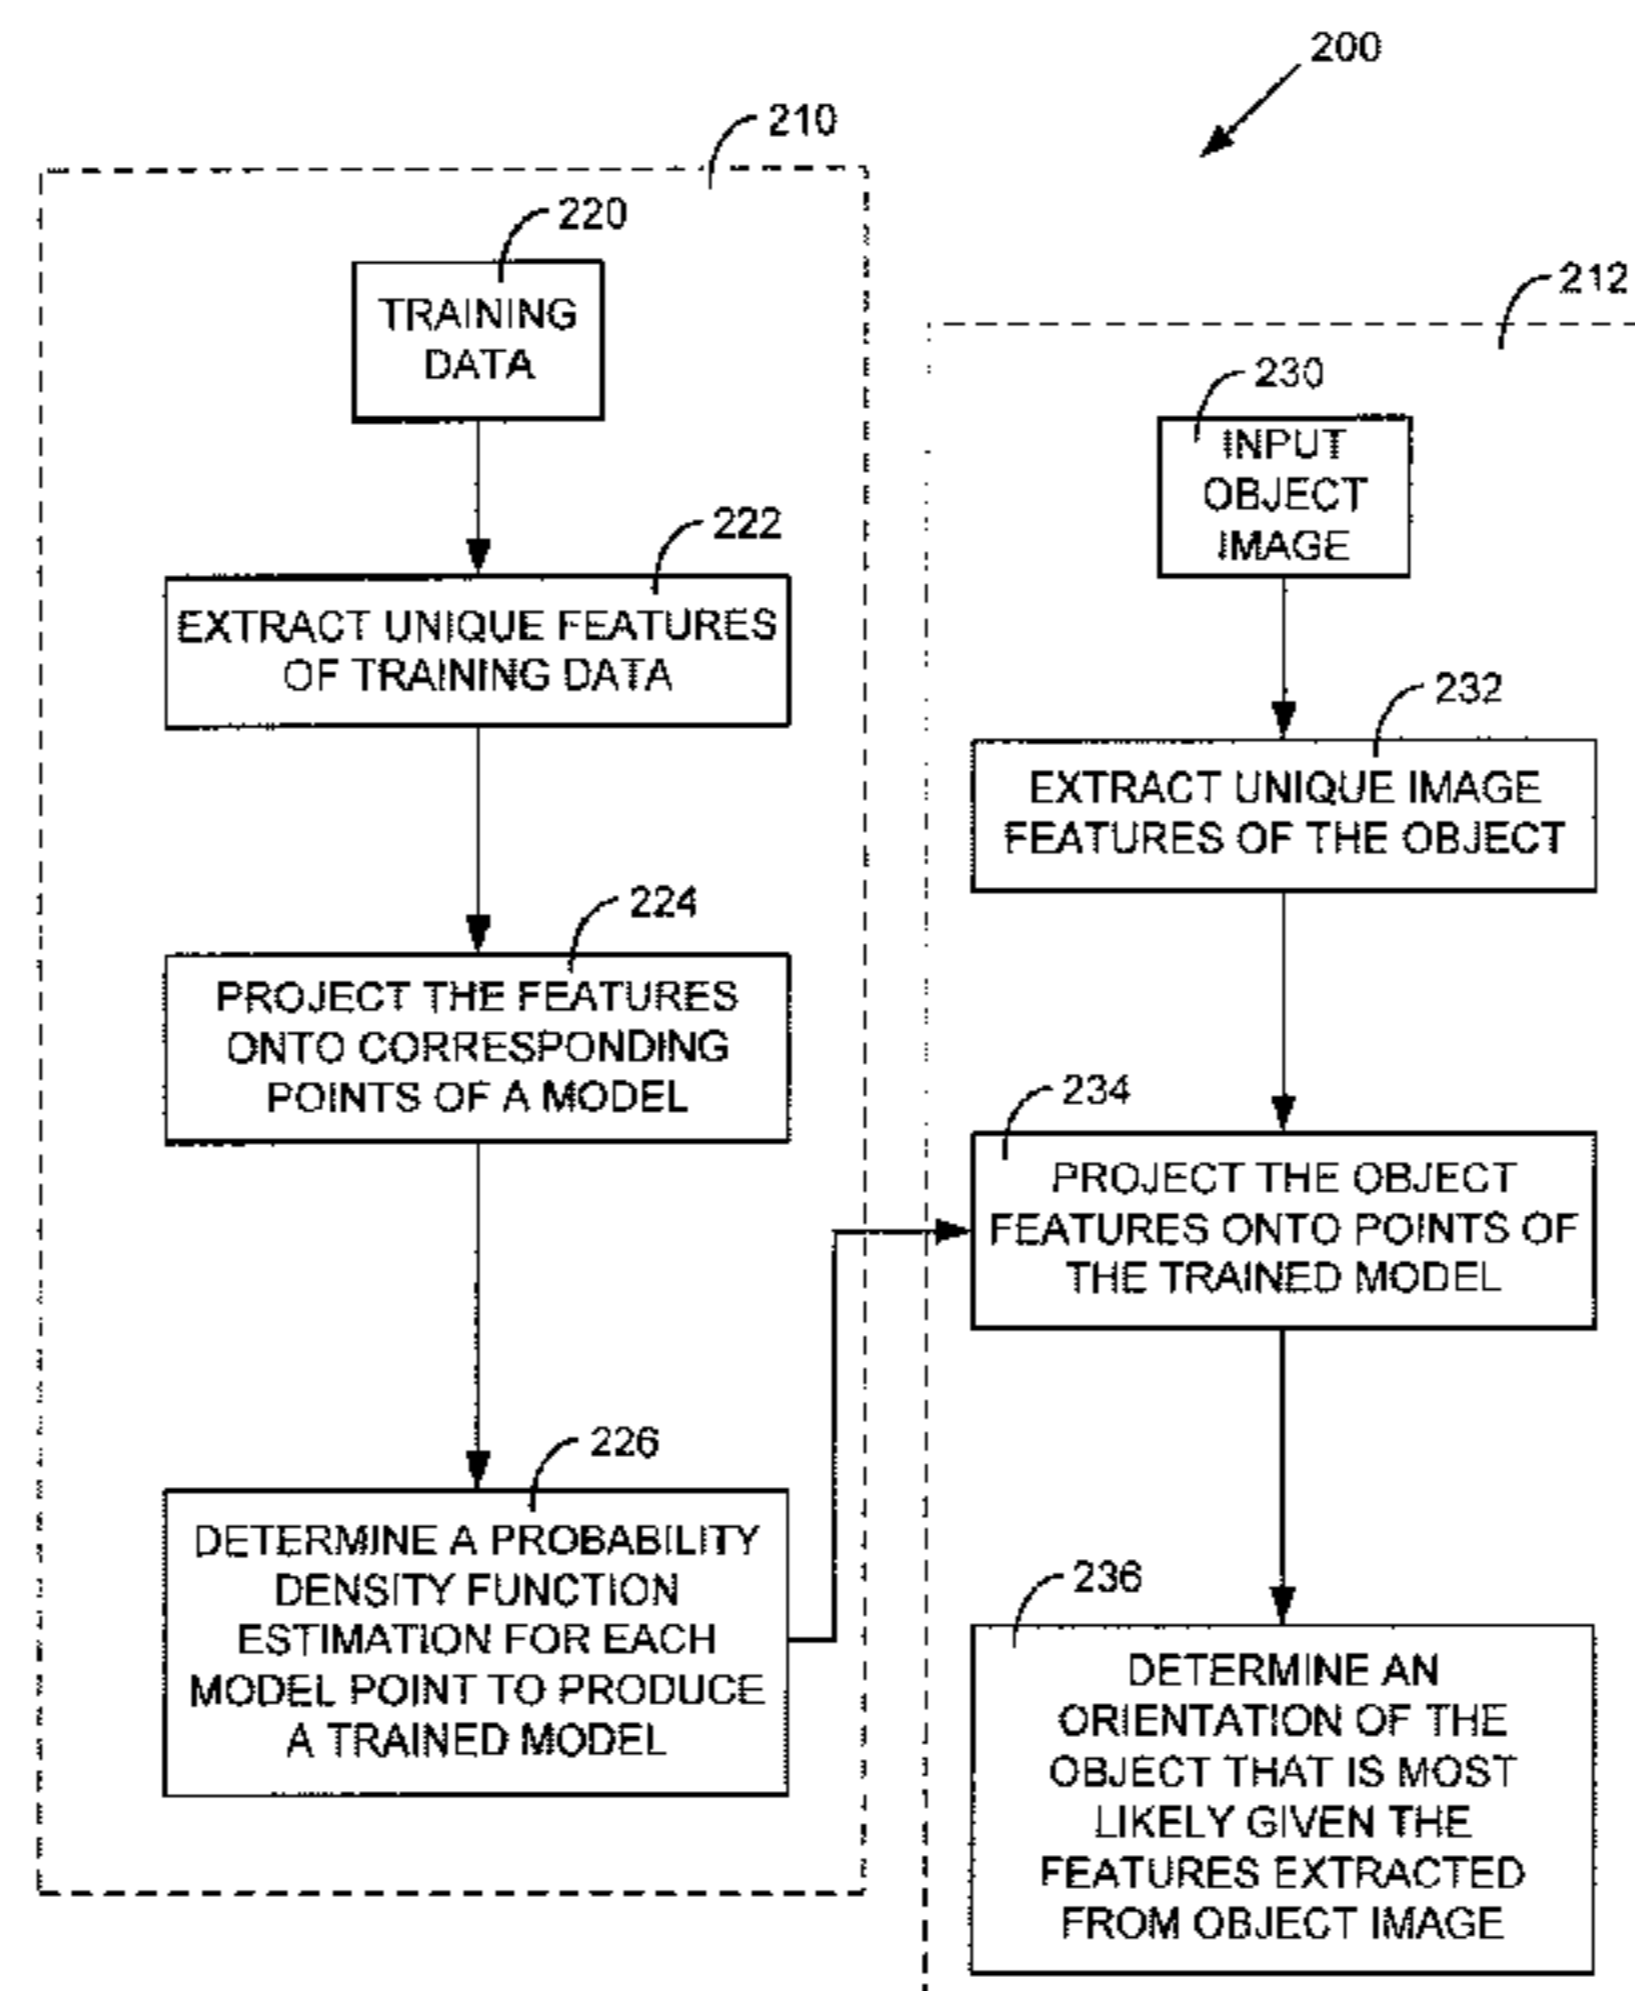 200
210
220
TRAINING
DATA
222
EXTRACT UNIQUE FEATURES
OF TRAINING DATA
224
PROJECT THE FEATURES
ONTO CORRESPONDING
POINTS OF A MODEL
226
DETERMINE A PROBABILITY
DENSITY FUNCTION
ESTIMATION FOR EACH
MODEL POINT TO PRODUCE
A TRAINED MODEL
212
230
INPUT
OBJECT
IMAGE
232
EXTRACT UNIQUE IMAGE
FEATURES OF THE OBJECT
234
PROJECT THE OBJECT
FEATURES ONTO POINTS OF
THE TRAINED MODEL
236
DETERMINE AN
ORIENTATION OF THE
OBJECT THAT IS MOST
LIKELY GIVEN THE
FEATURES EXTRACTED
FROM OBJECT IMAGE